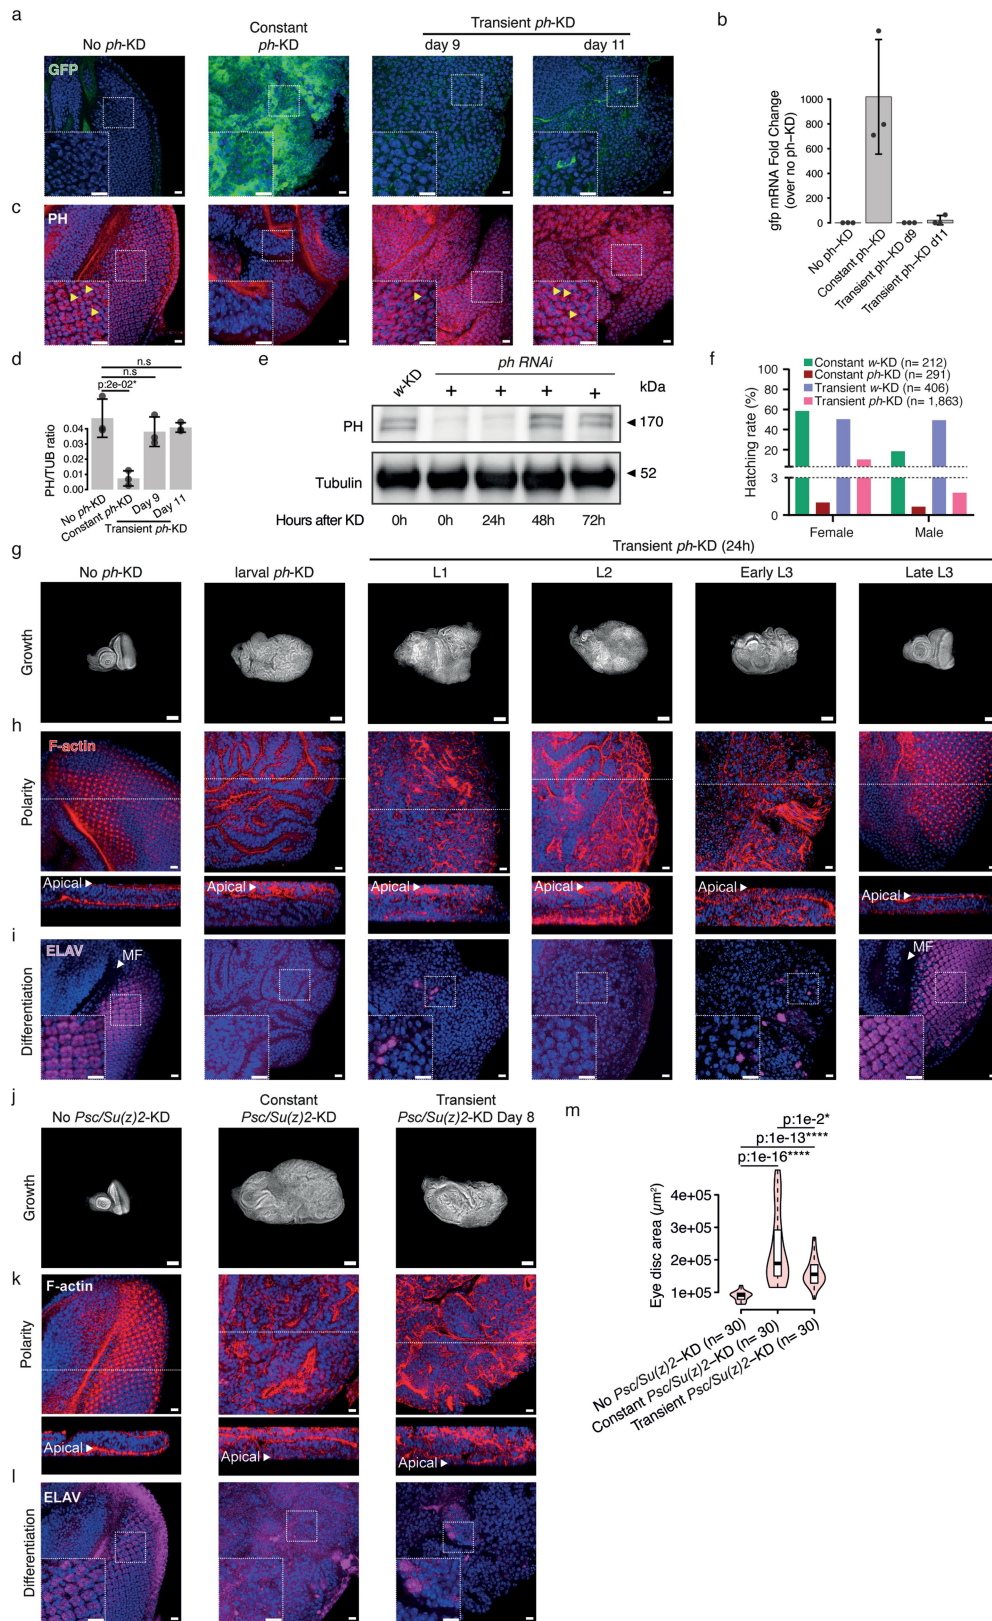 a
No ph-KD
Constant
ph-KD
Transient ph-KD
day 9
day 11
GFP
b
gfp mRNA Fold Change
(over no ph–KD)
1000
800
600
400
200
0
No ph–KD
Constant ph–KD
Transient ph–KD d9
Transient ph–KD d11
c
PH
d
n.s
n.s
p:2e-02*
PH/TUB ratio
0.04
0.03
0.02
0.01
0.00
No ph-KD
Constant ph-KD
Day 9
Day 11
Transient ph-KD
e
w-KD
ph RNAi
+ + + +
kDa
PH
170
Tubulin
52
Hours after KD 0h 0h 24h 48h 72h
f
Constant w-KD (n= 212)
Constant ph-KD (n= 291)
Transient w-KD (n= 406)
Transient ph-KD (n= 1,863)
Hatching rate (%)
100
80
60
40
20
3
0
Female
Male
g
Transient ph-KD (24h)
No ph-KD
larval ph-KD
L1
L2
Early L3
Late L3
Growth
h
F-actin
Polarity
Apical
Apical
Apical
Apical
Apical
Apical
i
ELAV
MF
MF
Differentiation
j
No Psc/Su(z)2-KD
Constant
Psc/Su(z)2-KD
Transient
Psc/Su(z)2-KD Day 8
Growth
k
F-actin
Polarity
Apical
Apical
Apical
l
ELAV
Differentiation
m
p:1e-2*
p:1e-13****
p:1e-16****
Eye disc area (µm²)
4e+05
3e+05
2e+05
1e+05
No Psc/Su(z)2–KD (n= 30)
Constant Psc/Su(z)2–KD (n= 30)
Transient Psc/Su(z)2–KD (n= 30)